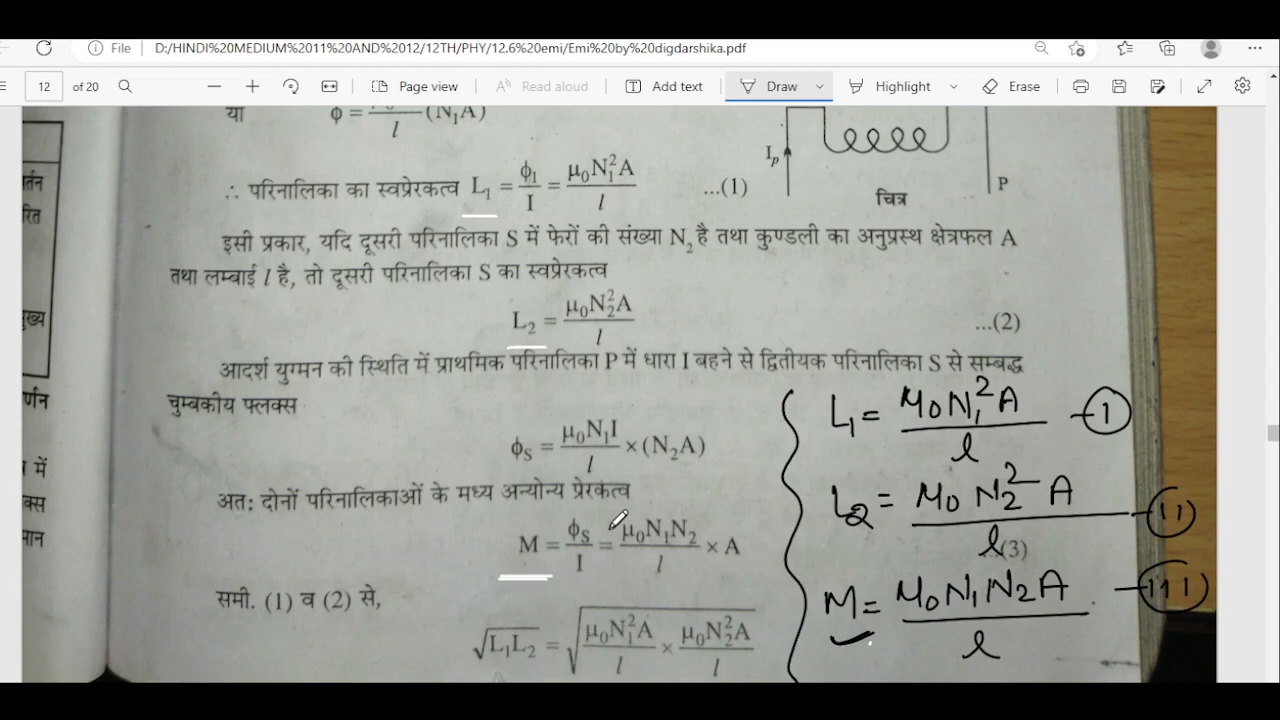 File D:/HINDI%20MEDIUM%2011%20AND%2012/12TH/PHY/12.6%20emi/Emi%20by%20digdarshika.pdf
12 of 20 Page view Read aloud Add text Draw Highlight Erase
या ϕ = l (N₁A)
∴ परिनालिका का स्वप्रेरकत्व L₁ = ϕ₁/I = μ₀N₁²A/l ...(1)
Iₚ P
चित्र
इसी प्रकार, यदि दूसरी परिनालिका S में फेरों की संख्या N₂ है तथा कुण्डली का अनुप्रस्थ क्षेत्रफल A
तथा लम्बाई l है, तो दूसरी परिनालिका S का स्वप्रेरकत्व
L₂ = μ₀N₂²A/l ...(2)
आदर्श युग्मन की स्थिति में प्राथमिक परिनालिका P में धारा I बहने से द्वितीयक परिनालिका S से सम्बद्ध
चुम्बकीय फ्लक्स
ϕₛ = μ₀N₁I/l × (N₂A)
अतः दोनों परिनालिकाओं के मध्य अन्योन्य प्रेरकत्व
M = ϕₛ/I = μ₀N₁N₂/l × A (3)
समी. (1) व (2) से,
√L₁L₂ = √(μ₀N₁²A/l × μ₀N₂²A/l)
L₁ = μ₀N₁²A/l -(1)
L₂ = μ₀N₂²A/l -(11)
M = μ₀N₁N₂A/l -(111)